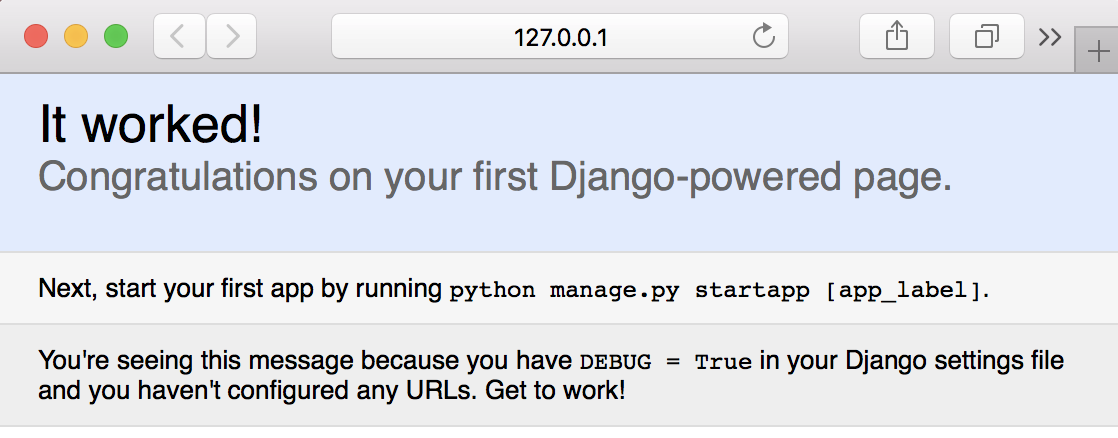 127.0.0.1
It worked!
Congratulations on your first Django-powered page.
Next, start your first app by running python manage.py startapp [app_label].
You're seeing this message because you have DEBUG = True in your Django settings file
and you haven't configured any URLs. Get to work!